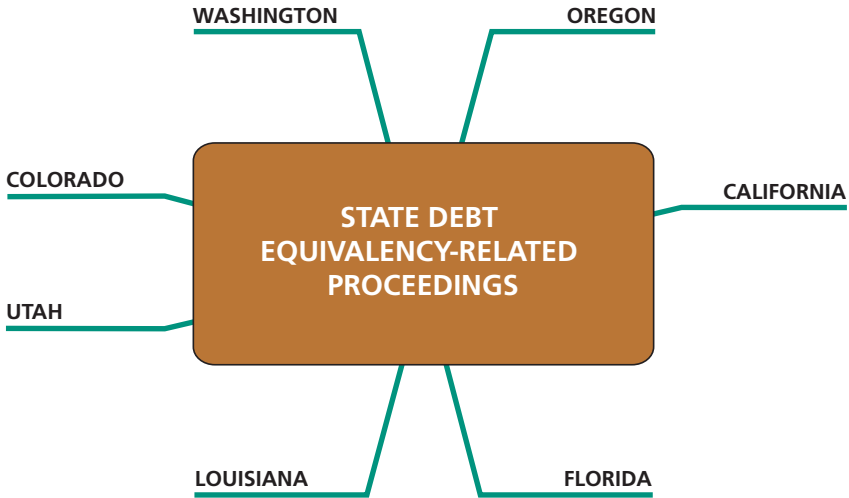 WASHINGTON
OREGON
COLORADO
CALIFORNIA
STATE DEBT
EQUIVALENCY-RELATED
PROCEEDINGS
UTAH
LOUISIANA
FLORIDA